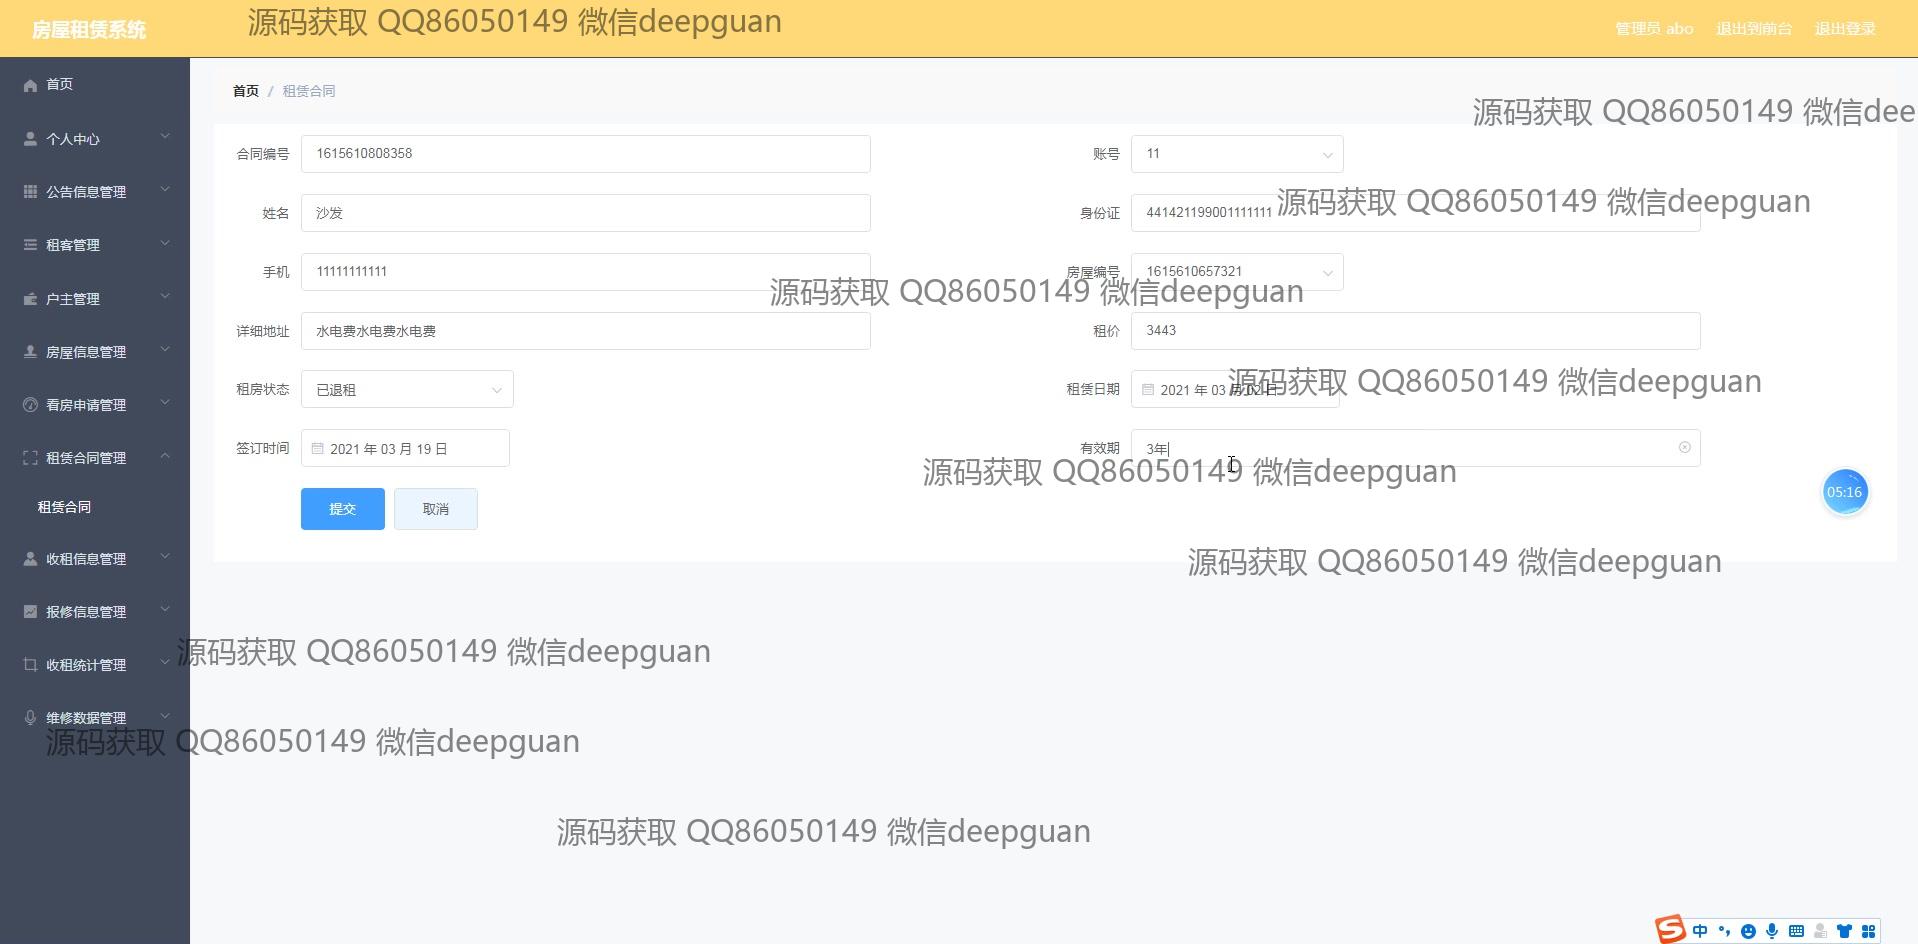 房屋租赁系统
源码获取 QQ86050149 微信deepguan
管理员 abo 退出到前台 退出登录
首页
首页 / 租赁合同
源码获取 QQ86050149 微信dee
个人中心
合同编号 1615610808358 账号 11
公告信息管理
姓名 沙发 身份证 441421199001111111
源码获取 QQ86050149 微信deepguan
租客管理
手机 11111111111 房屋编号 1615610657321
源码获取 QQ86050149 微信deepguan
户主管理
详细地址 水电费水电费水电费 租价 3443
房屋信息管理
租房状态 已退租 租赁日期 2021 年 03 月 02 日
源码获取 QQ86050149 微信deepguan
看房申请管理
签订时间 2021 年 03 月 19 日 有效期 3年
租赁合同管理
源码获取 QQ86050149 微信deepguan
05:16
租赁合同
提交 取消
收租信息管理
源码获取 QQ86050149 微信deepguan
报修信息管理
收租统计管理
源码获取 QQ86050149 微信deepguan
维修数据管理
源码获取 QQ86050149 微信deepguan
源码获取 QQ86050149 微信deepguan
S 中